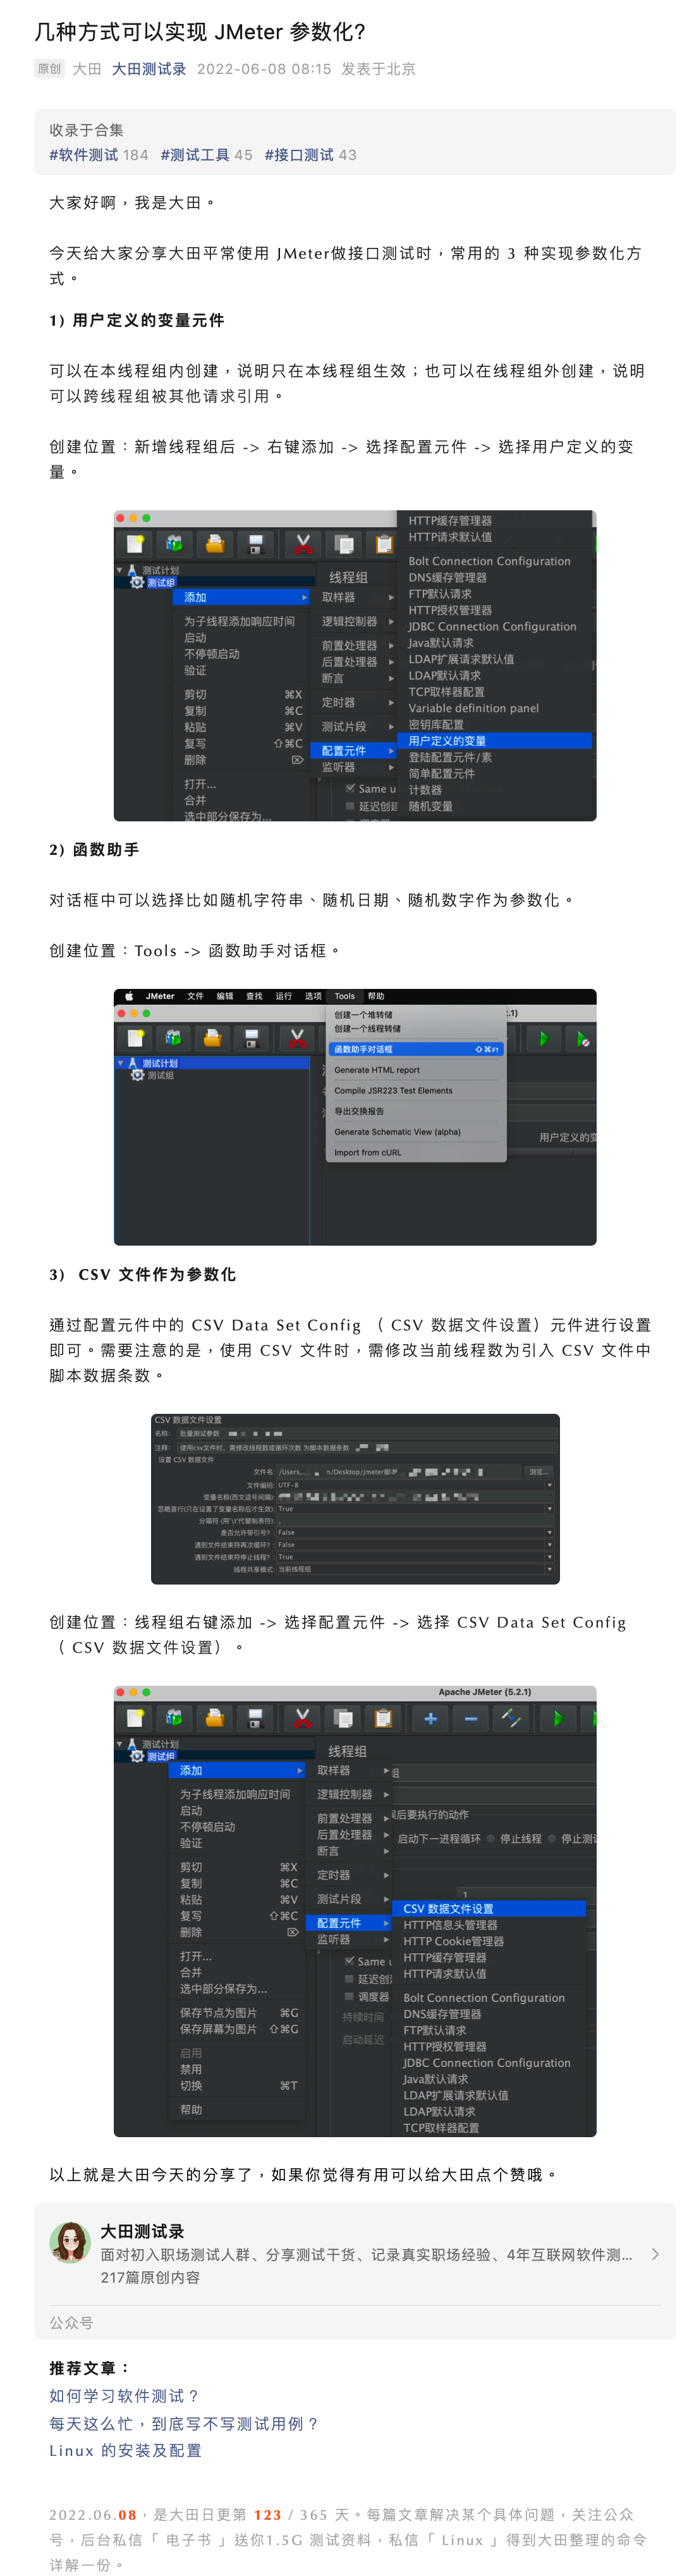 几种方式可以实现 JMeter 参数化?
原创 大田 大田测试录 2022-06-08 08:15 发表于北京
收录于合集
#软件测试 184 #测试工具 45 #接口测试 43
大家好啊，我是大田。
今天给大家分享大田平常使用 JMeter做接口测试时，常用的 3 种实现参数化方
式。
1) 用户定义的变量元件
可以在本线程组内创建，说明只在本线程组生效；也可以在线程组外创建，说明
可以跨线程组被其他请求引用。
创建位置：新增线程组后 -> 右键添加 -> 选择配置元件 -> 选择用户定义的变
量。
测试计划
测试组
添加
为子线程添加响应时间
启动
不停顿启动
验证
剪切 ⌘X
复制 ⌘C
粘贴 ⌘V
复写 ⇧⌘C
删除 ⌦
打开...
合并
选中部分保存为...
线程组
取样器
逻辑控制器
前置处理器
后置处理器
断言
定时器
测试片段
配置元件
监听器
Same u
延迟创建
HTTP缓存管理器
HTTP请求默认值
Bolt Connection Configuration
DNS缓存管理器
FTP默认请求
HTTP授权管理器
JDBC Connection Configuration
Java默认请求
LDAP扩展请求默认值
LDAP默认请求
TCP取样器配置
Variable definition panel
密钥库配置
用户定义的变量
登陆配置元件/素
简单配置元件
计数器
随机变量
2) 函数助手
对话框中可以选择比如随机字符串、随机日期、随机数字作为参数化。
创建位置：Tools -> 函数助手对话框。
JMeter 文件 编辑 查找 运行 选项 Tools 帮助
.1)
测试计划
测试组
创建一个堆转储
创建一个线程转储
函数助手对话框 ⇧⌘F1
Generate HTML report
Compile JSR223 Test Elements
导出交换报告
Generate Schematic View (alpha)
Import from cURL
用户定义的变
3) CSV 文件作为参数化
通过配置元件中的 CSV Data Set Config （ CSV 数据文件设置）元件进行设置
即可。需要注意的是，使用 CSV 文件时，需修改当前线程数为引入 CSV 文件中
脚本数据条数。
CSV 数据文件设置
名称： 批量测试参数
注释： 使用csv文件时，需修改线程数或循环次数 为脚本数据条数
设置 CSV 数据文件
文件名: /Users, n/Desktop/jmeter脚本 浏览...
文件编码: UTF-8
变量名称(西文逗号间隔):
忽略首行(只在设置了变量名称后才生效): True
分隔符 (用'\t'代替制表符): ,
是否允许带引号?: False
遇到文件结束符再次循环?: False
遇到文件结束符停止线程?: True
线程共享模式: 当前线程组
创建位置：线程组右键添加 -> 选择配置元件 -> 选择 CSV Data Set Config
（ CSV 数据文件设置）。
Apache JMeter (5.2.1)
测试计划
测试组
添加
为子线程添加响应时间
启动
不停顿启动
验证
剪切 ⌘X
复制 ⌘C
粘贴 ⌘V
复写 ⇧⌘C
删除 ⌦
打开...
合并
选中部分保存为...
保存节点为图片 ⌘G
保存屏幕为图片 ⇧⌘G
启用
禁用
切换 ⌘T
帮助
线程组
取样器
逻辑控制器
前置处理器
后置处理器
断言
定时器
测试片段
配置元件
监听器
组
误后要执行的动作
启动下一进程循环 停止线程 停止测试
1
Same u
延迟创建
调度器
持续时间
启动延迟
CSV 数据文件设置
HTTP信息头管理器
HTTP Cookie管理器
HTTP缓存管理器
HTTP请求默认值
Bolt Connection Configuration
DNS缓存管理器
FTP默认请求
HTTP授权管理器
JDBC Connection Configuration
Java默认请求
LDAP扩展请求默认值
LDAP默认请求
TCP取样器配置
以上就是大田今天的分享了，如果你觉得有用可以给大田点个赞哦。
大田测试录
面对初入职场测试人群、分享测试干货、记录真实职场经验、4年互联网软件测...
217篇原创内容
公众号
推荐文章：
如何学习软件测试？
每天这么忙，到底写不写测试用例？
Linux 的安装及配置
2022.06.08，是大田日更第 123 / 365 天。每篇文章解决某个具体问题，关注公众
号，后台私信「 电子书 」送你1.5G 测试资料，私信「 Linux 」得到大田整理的命令
详解一份。